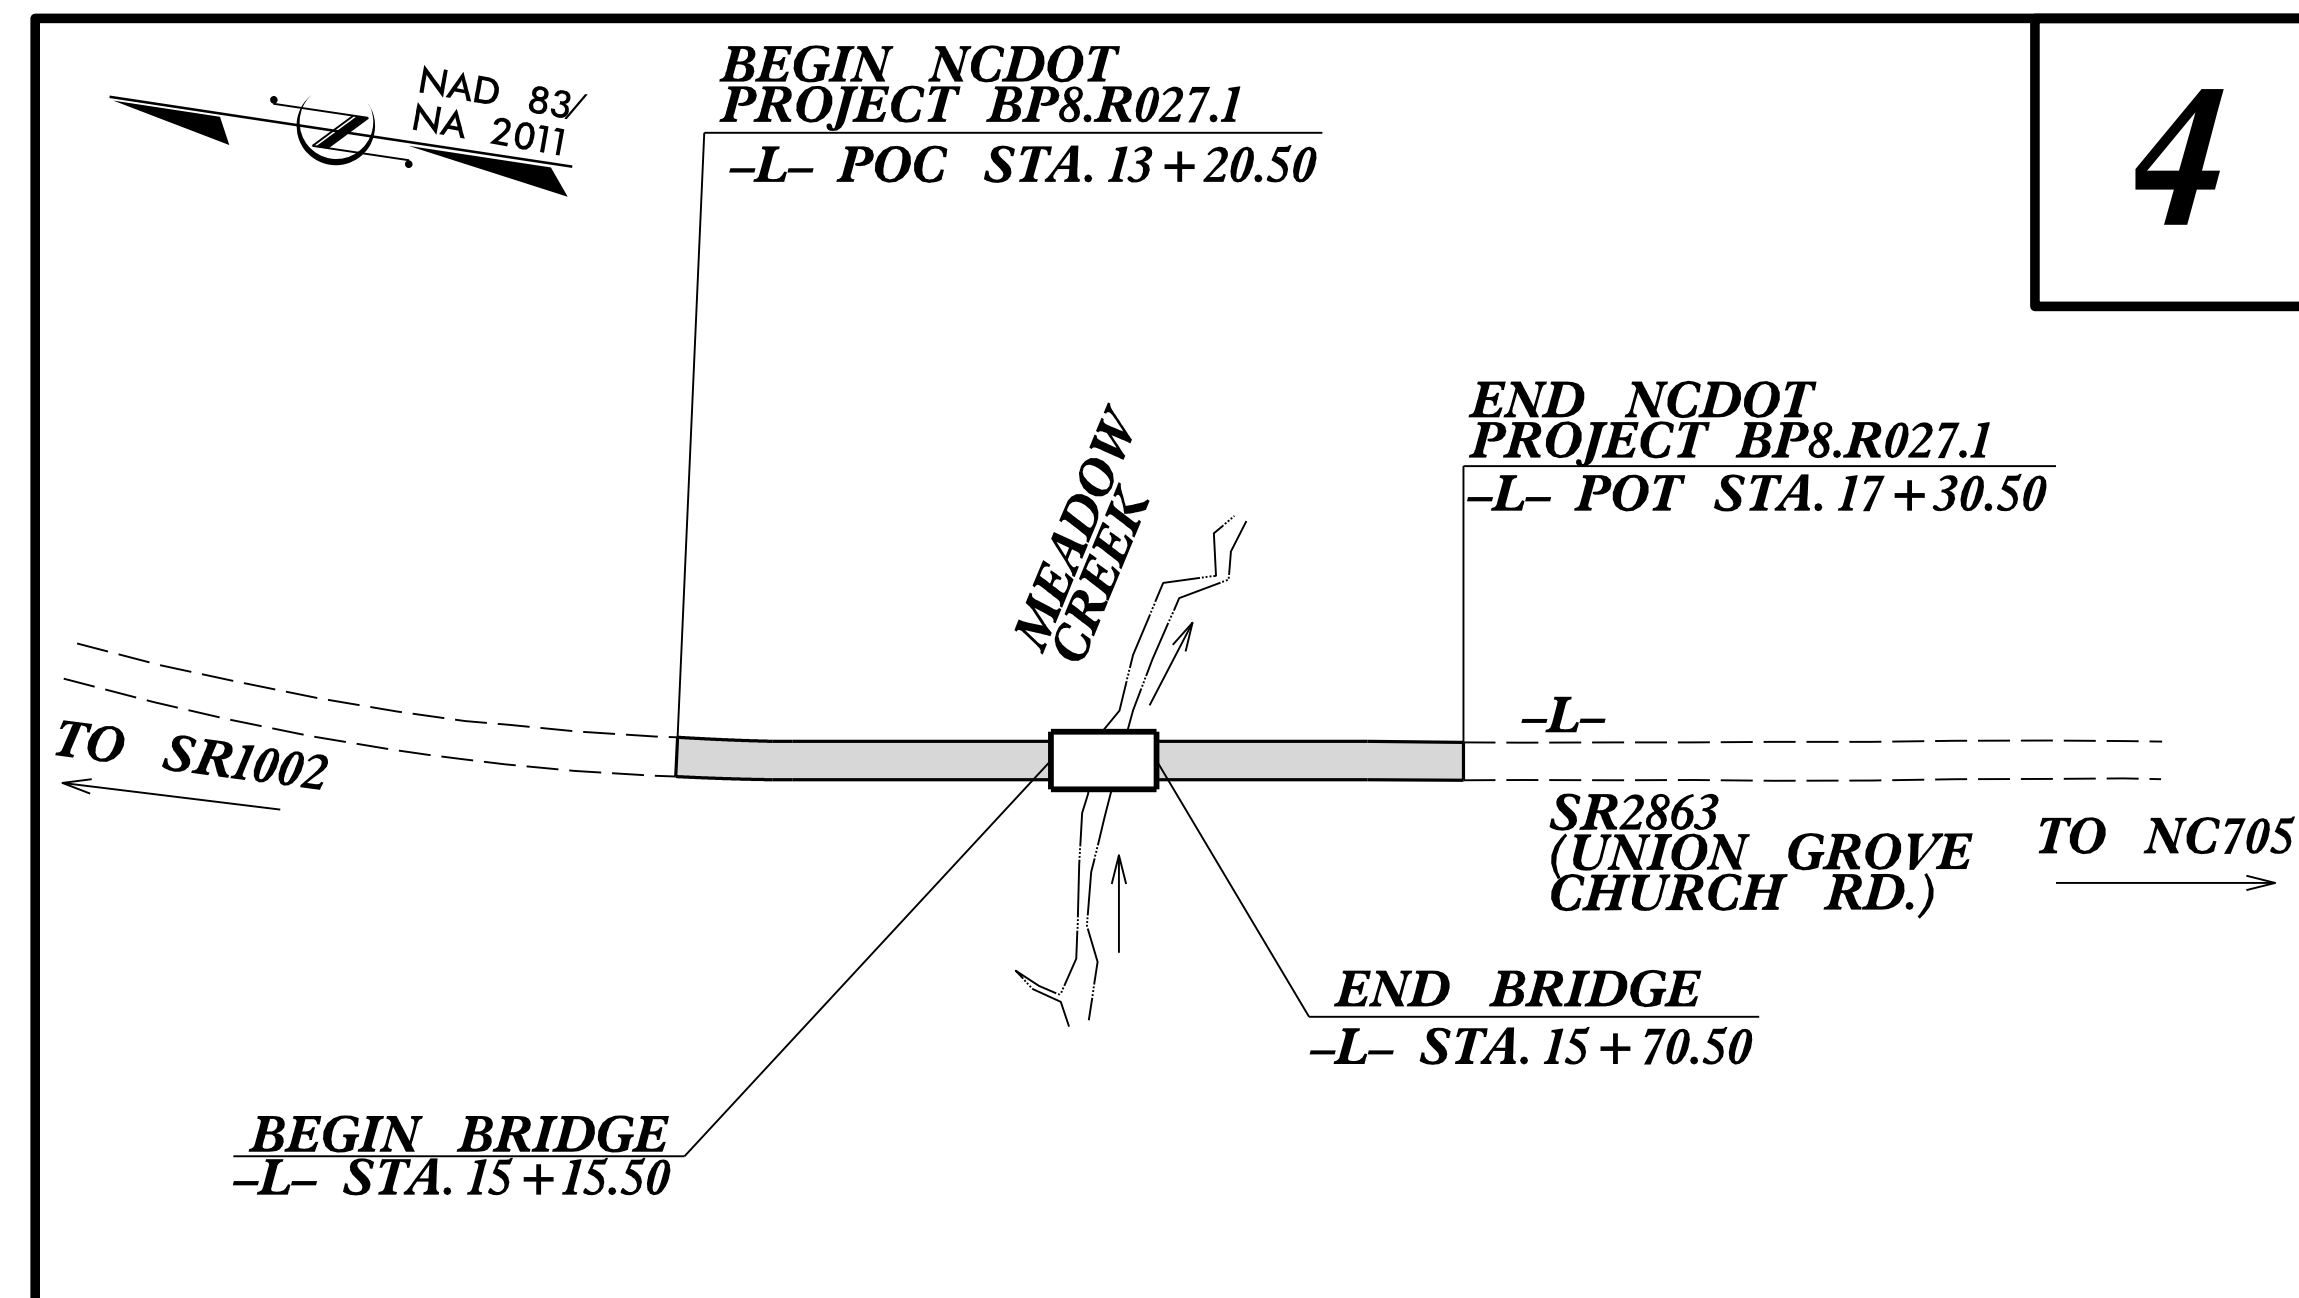 NAD 83/
NA 2011
BEGIN NCDOT
PROJECT BP8.R027.1
-L- POC STA. 13+20.50
4
END NCDOT
PROJECT BP8.R027.1
-L- POT STA. 17+30.50
MEADOW
CREEK
-L-
TO SR1002
SR2863
(UNION GROVE
CHURCH RD.)
TO NC705
END BRIDGE
-L- STA. 15+70.50
BEGIN BRIDGE
-L- STA. 15+15.50